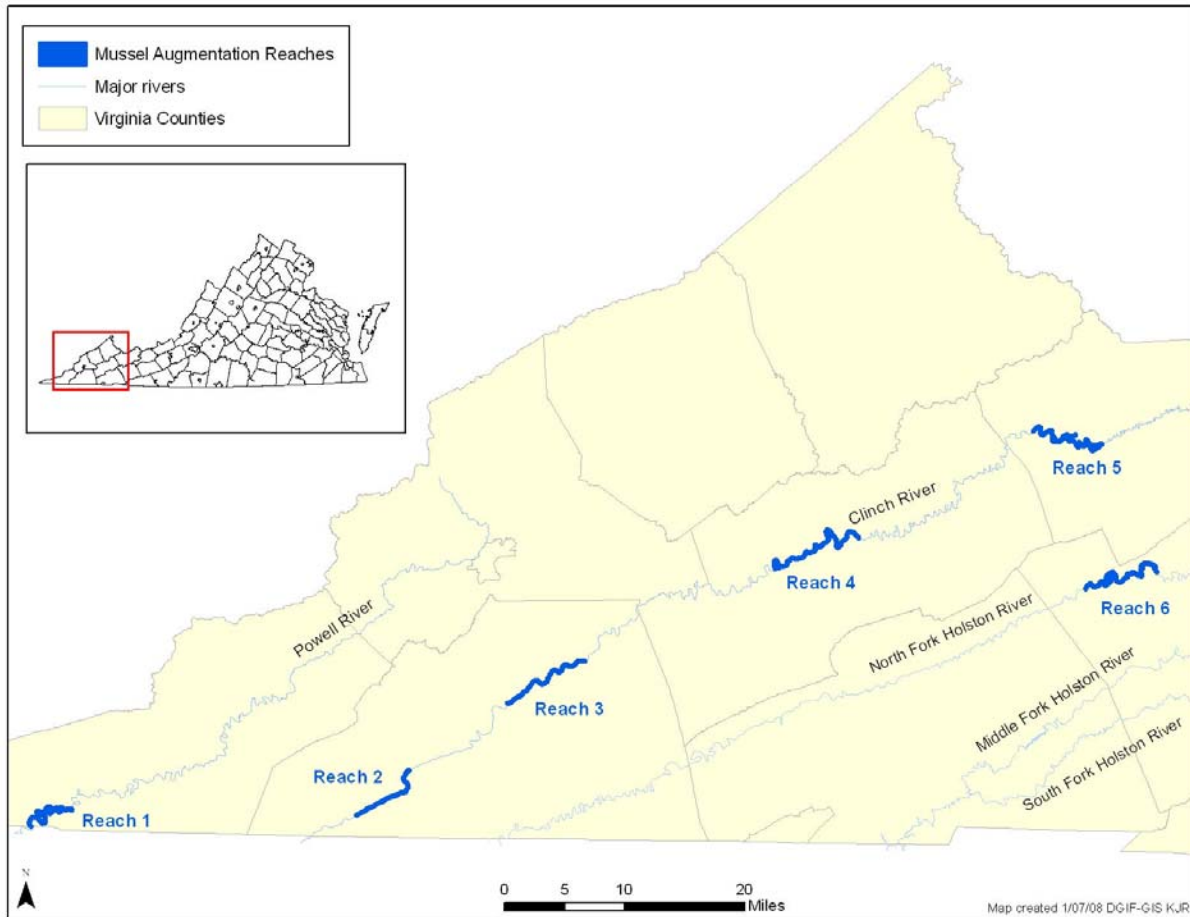 Mussel Augmentation Reaches
Major rivers
Virginia Counties
Reach 5
Clinch River
Reach 4
Reach 6
Powell River
North Fork Holston River
Reach 3
Middle Fork Holston River
Reach 2
South Fork Holston River
Reach 1
N
0 5 10 20
Miles
Map created 1/07/08 DGIF-GIS KJR